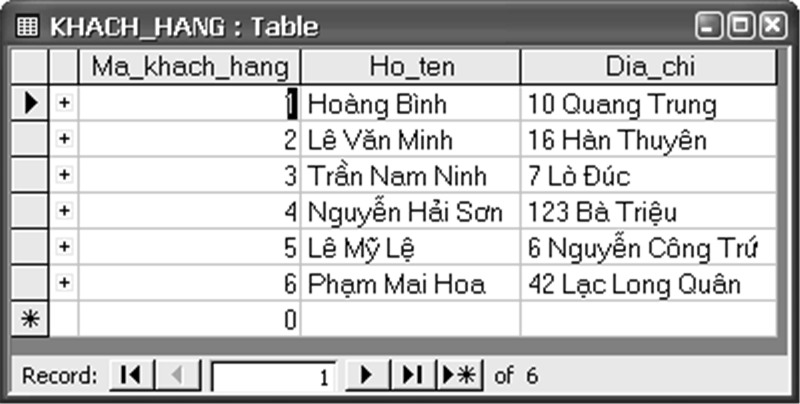 KHACH_HANG : Table
Ma_khach_hang Ho_ten Dia_chi
1 Hoàng Bình 10 Quang Trung
2 Lê Văn Minh 16 Hàn Thuyên
3 Trần Nam Ninh 7 Lò Đúc
4 Nguyễn Hải Sơn 123 Bà Triệu
5 Lê Mỹ Lệ 6 Nguyễn Công Trứ
6 Phạm Mai Hoa 42 Lạc Long Quân
0
Record: 1 of 6